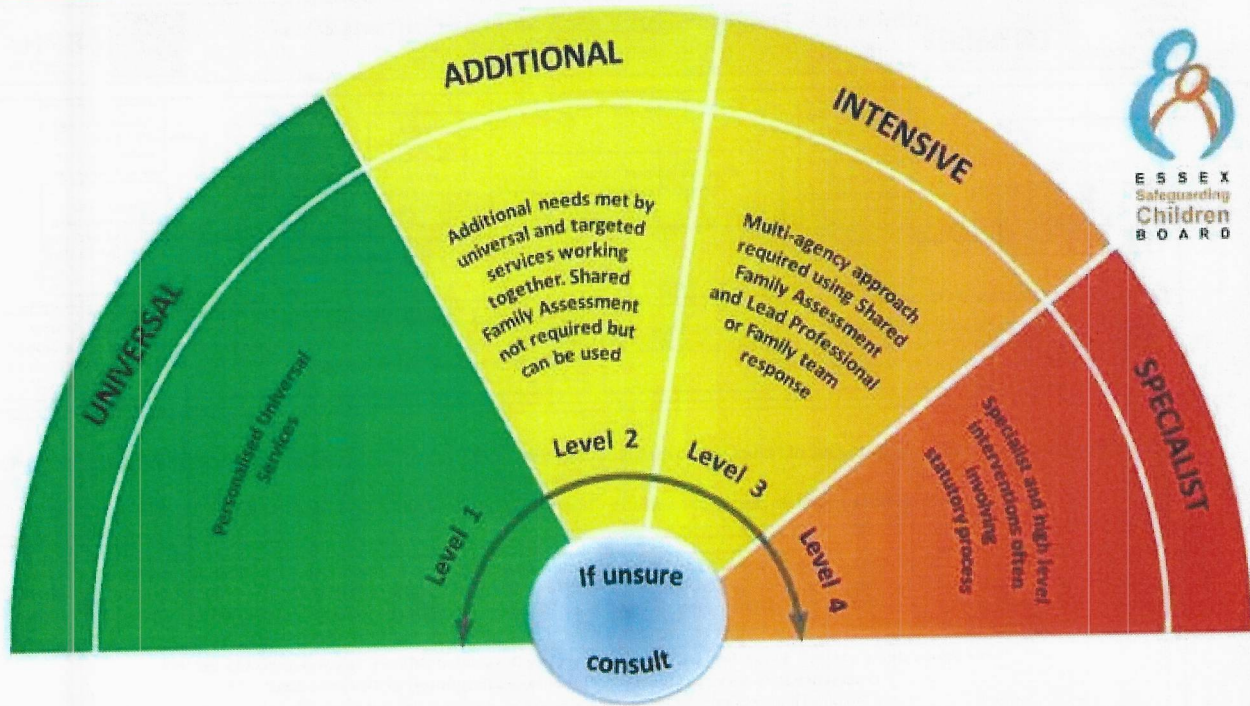 UNIVERSAL
Personalised Universal
Services
Level 1
ADDITIONAL
Additional needs met by
universal and targeted
services working
together. Shared
Family Assessment
not required but
can be used
Level 2
INTENSIVE
Multi-agency approach
required using Shared
Family Assessment
and Lead Professional
or Family team
response
Level 3
SPECIALIST
Specialist and high level
interventions often
involving
statutory process
Level 4
If unsure
consult
ESSEX
Safeguarding
Children
BOARD